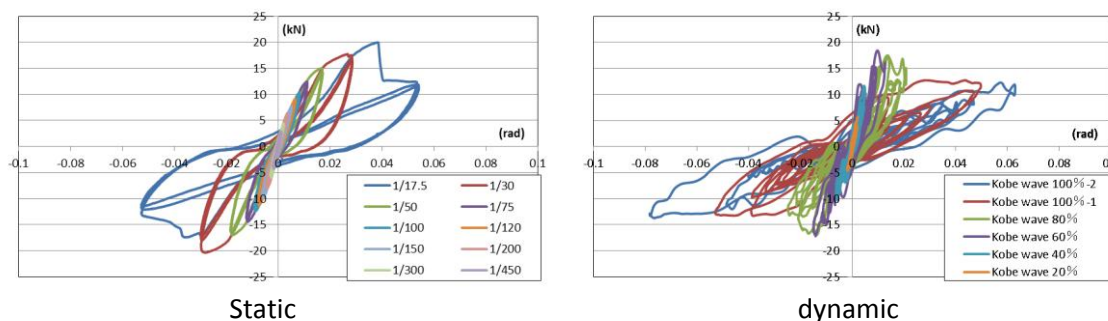 (kN)
25
20
15
10
5
0
-5
-10
-15
-20
-25
-0.1 -0.08 -0.06 -0.04 -0.02 0 0.02 0.04 0.06 0.08 0.1
(rad)
1/17.5 1/30
1/50 1/75
1/100 1/120
1/150 1/200
1/300 1/450
Static
(kN)
25
20
15
10
5
0
-5
-10
-15
-20
-25
-0.1 -0.08 -0.06 -0.04 -0.02 0 0.02 0.04 0.06 0.08 0.1
(rad)
Kobe wave 100%-2
Kobe wave 100%-1
Kobe wave 80%
Kobe wave 60%
Kobe wave 40%
Kobe wave 20%
dynamic